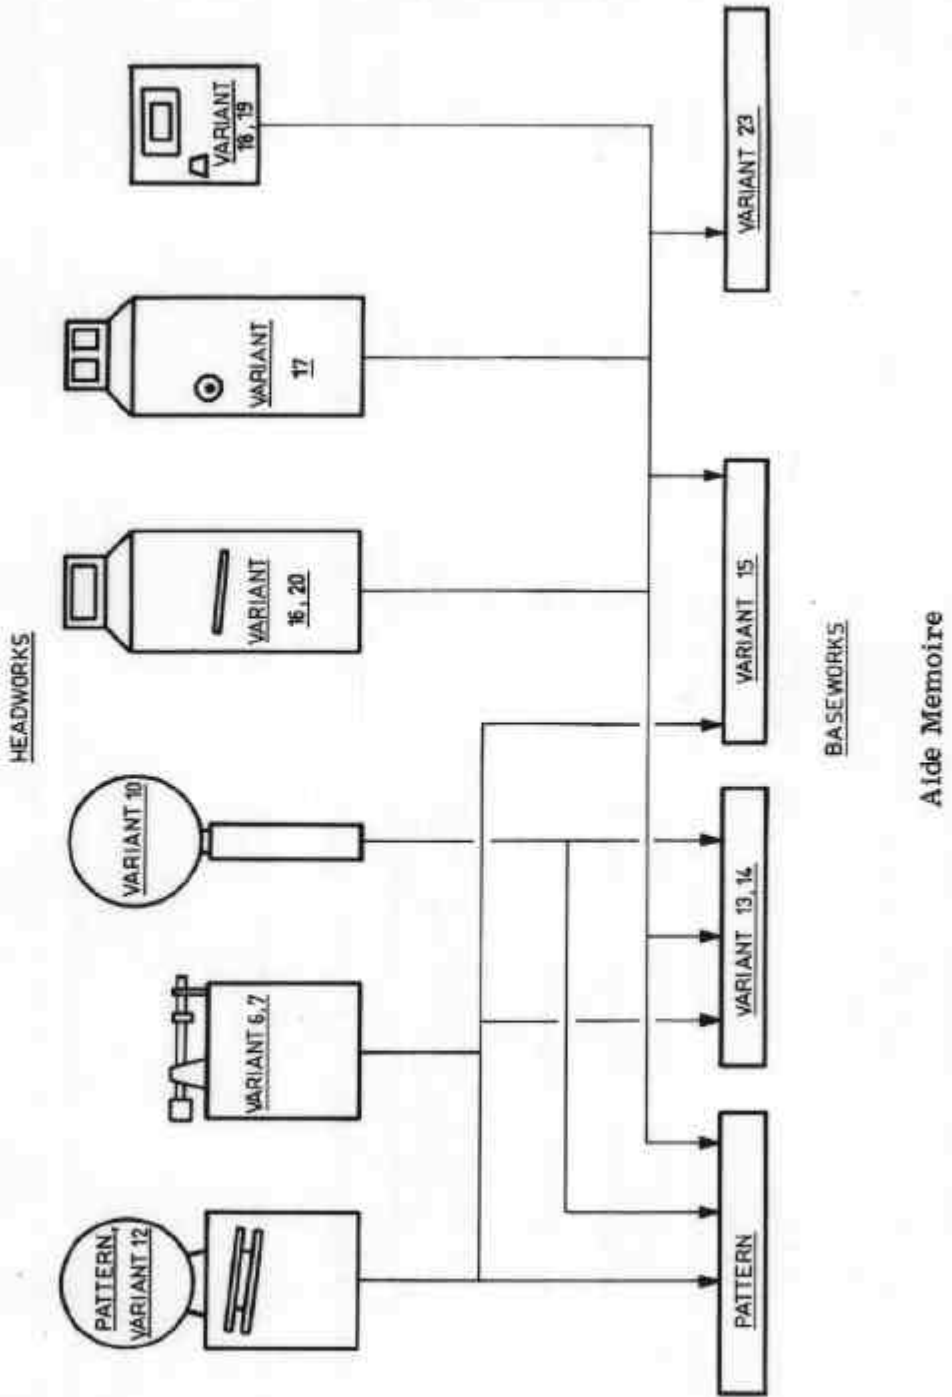 HEADWORKS
PATTERN,
VARIANT 12
VARIANT 6,7
VARIANT 10
VARIANT
16,20
VARIANT
17
VARIANT
18,19
PATTERN
VARIANT 13,14
VARIANT 15
VARIANT 23
BASEWORKS
Aide Memoire